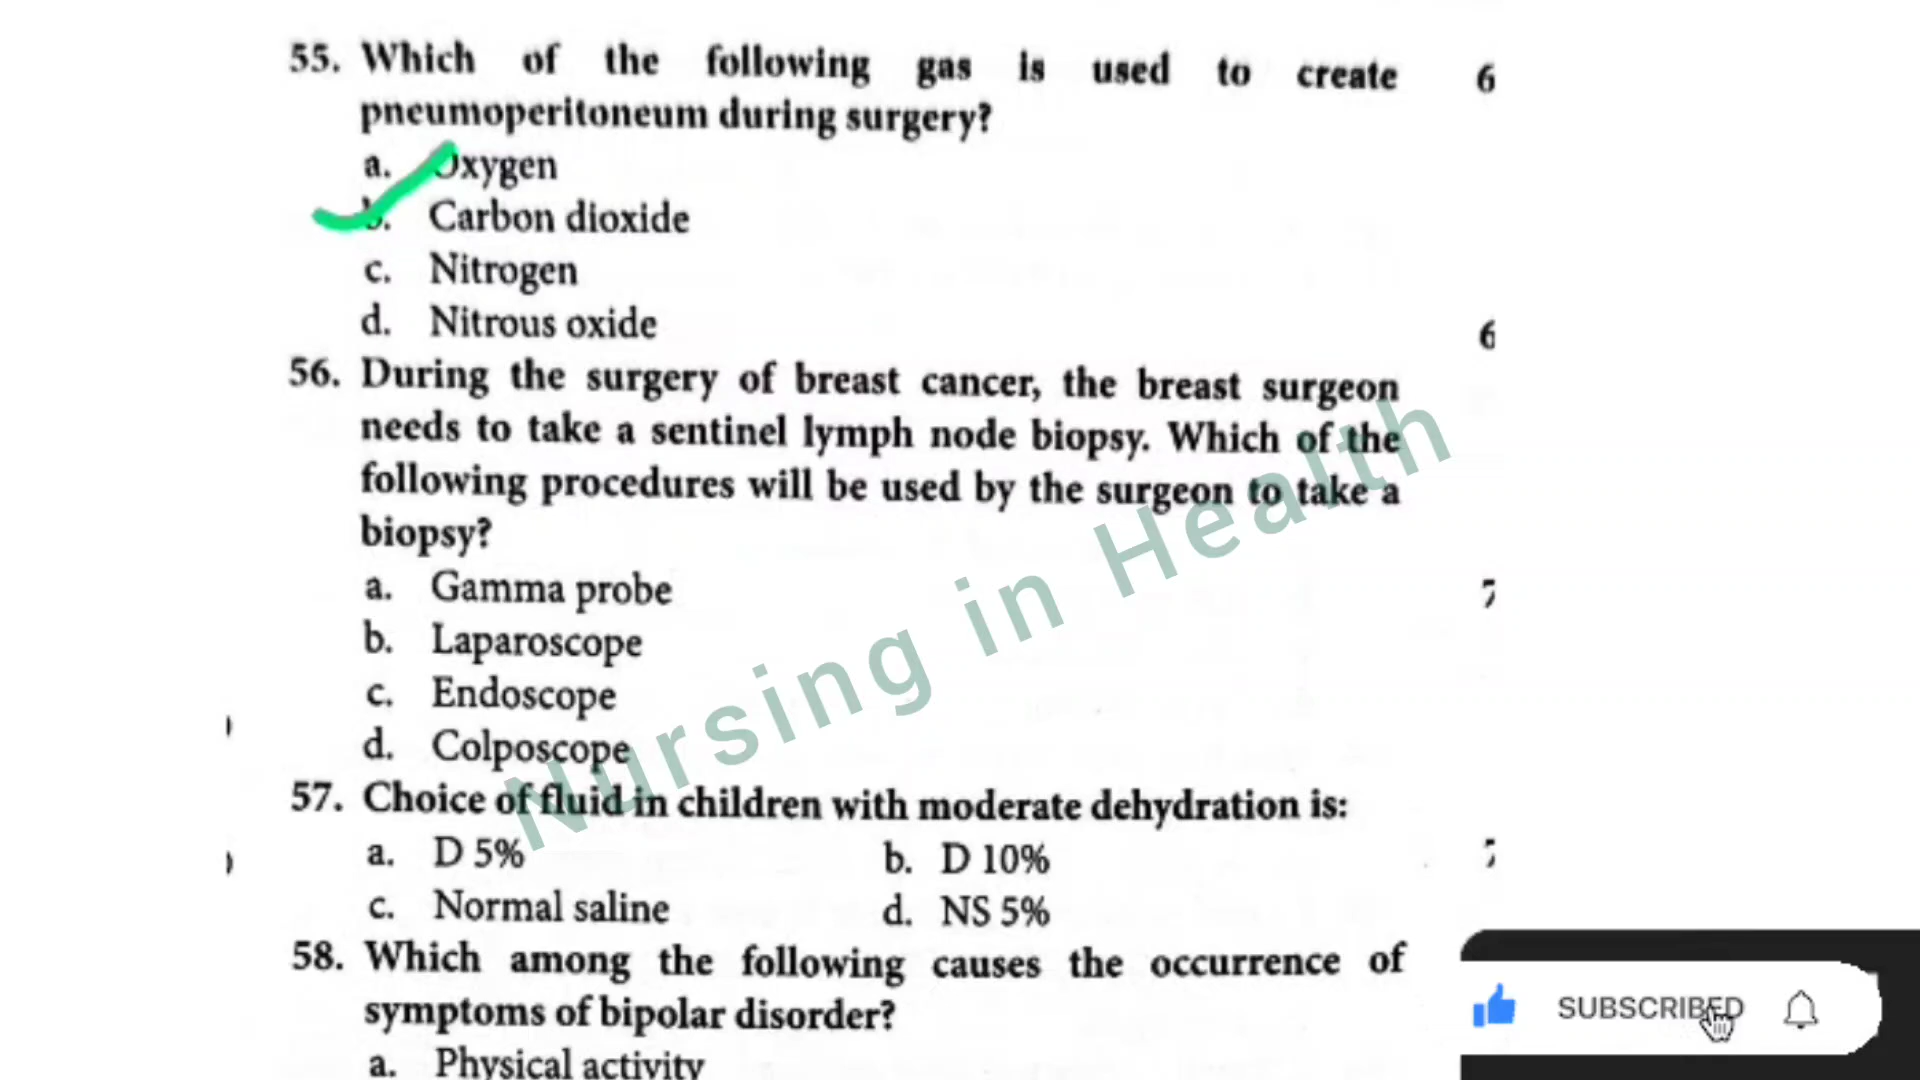 55. Which of the following gas is used to create
pneumoperitoneum during surgery?
a. Oxygen
b. Carbon dioxide
c. Nitrogen
d. Nitrous oxide
56. During the surgery of breast cancer, the breast surgeon
needs to take a sentinel lymph node biopsy. Which of the
following procedures will be used by the surgeon to take a
biopsy?
a. Gamma probe
b. Laparoscope
c. Endoscope
d. Colposcope
57. Choice of fluid in children with moderate dehydration is:
a. D 5% b. D 10%
c. Normal saline d. NS 5%
58. Which among the following causes the occurrence of
symptoms of bipolar disorder?
a. Physical activity
6
6
7
Nursing in Health
SUBSCRIBED